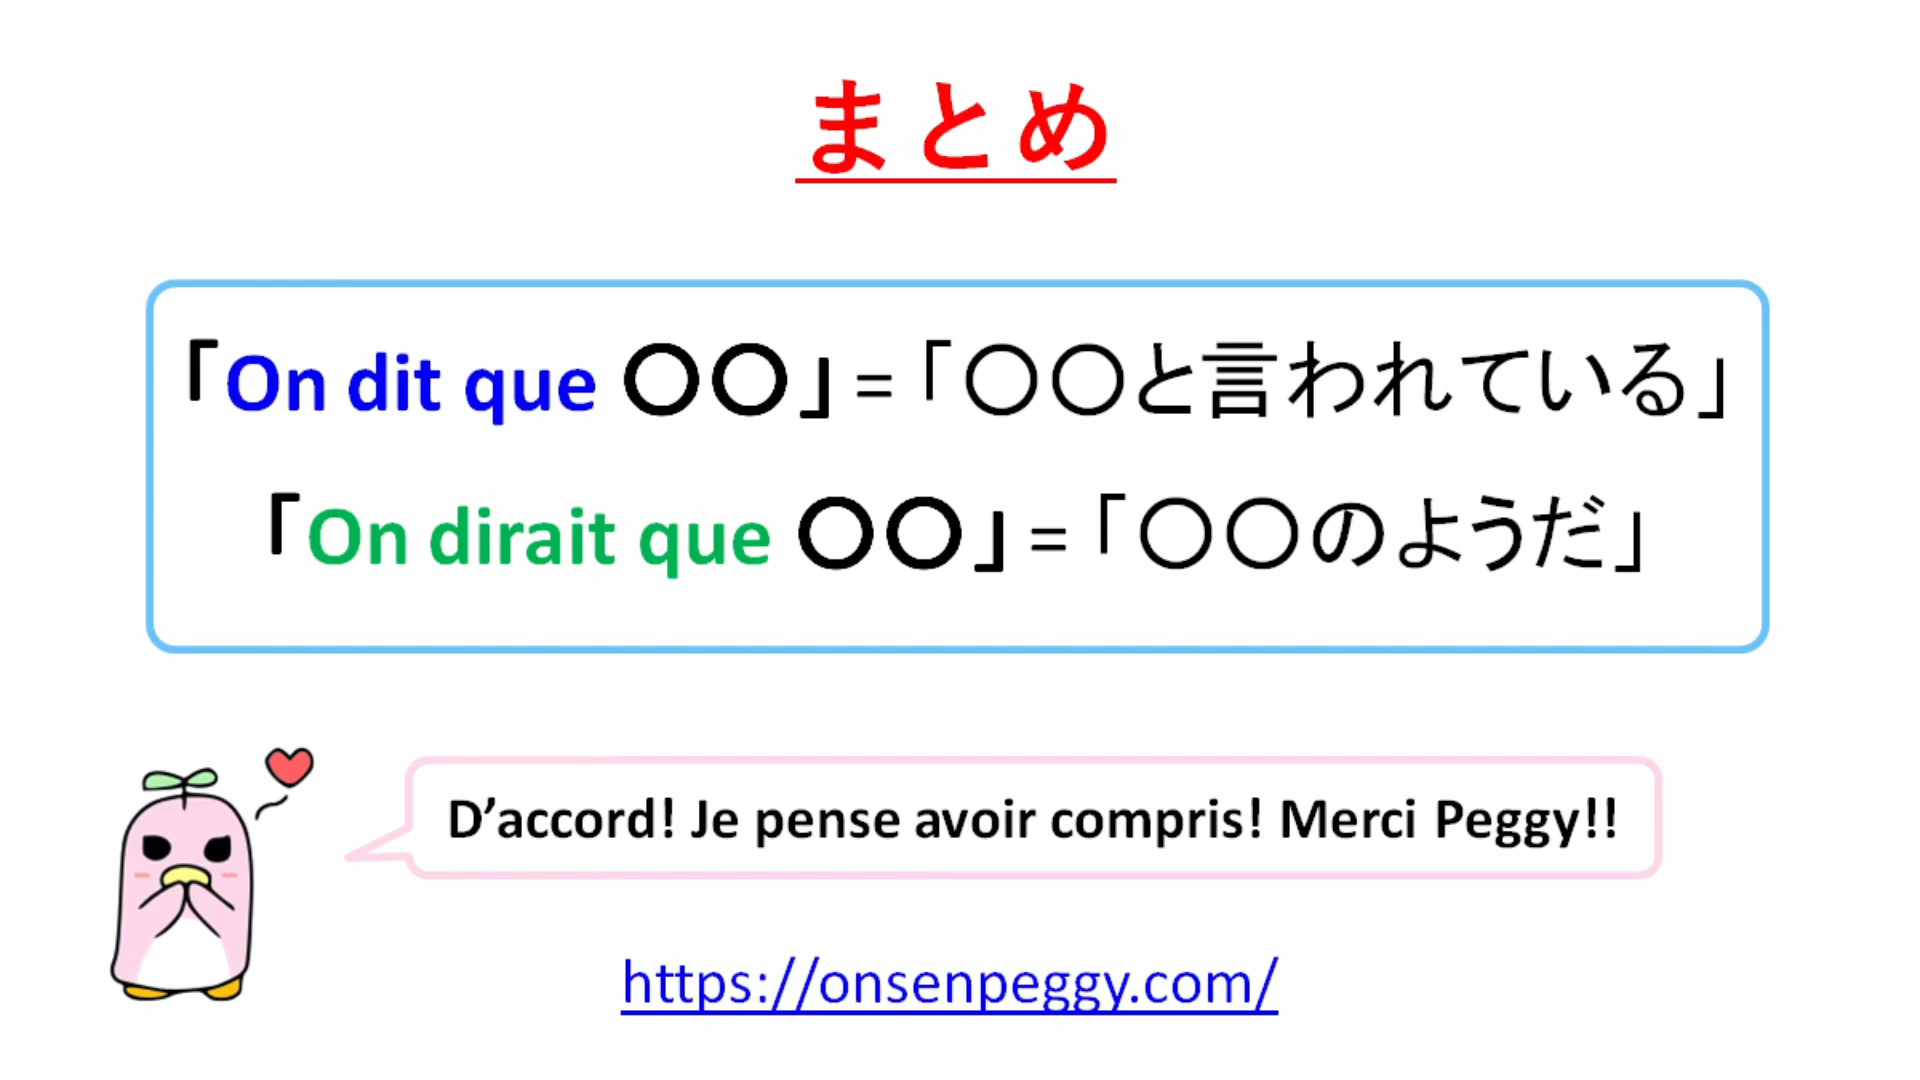 まとめ
「On dit que 〇〇」=「〇〇と言われている」
「On dirait que 〇〇」=「〇〇のようだ」
D’accord! Je pense avoir compris! Merci Peggy!!
https://onsenpeggy.com/